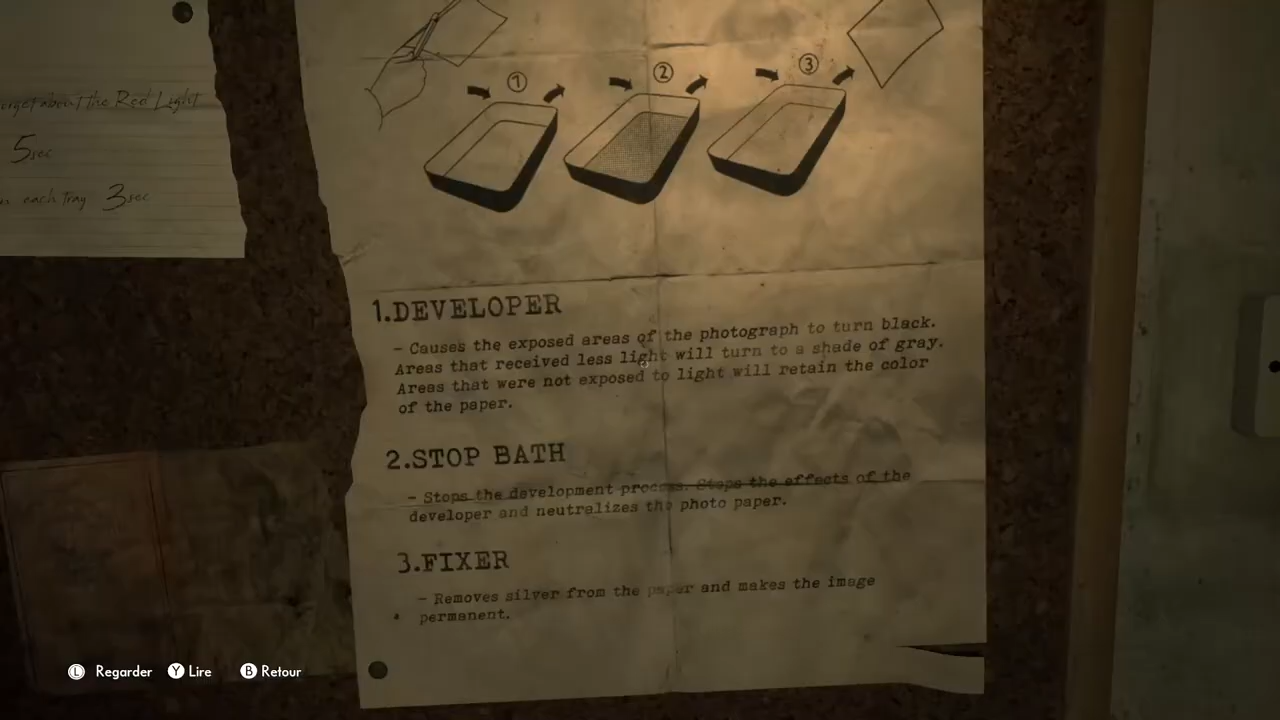 about the Red Light
5sec
each tray 3sec
1
2
3
1.DEVELOPER
- Causes the exposed areas of the photograph to turn black.
Areas that received less light will turn to a shade of gray.
Areas that were not exposed to light will retain the color
of the paper.
2.STOP BATH
- Stops the development process. Stops the effects of the
developer and neutralizes the photo paper.
3.FIXER
- Removes silver from the paper and makes the image
permanent.
L Regarder Y Lire B Retour